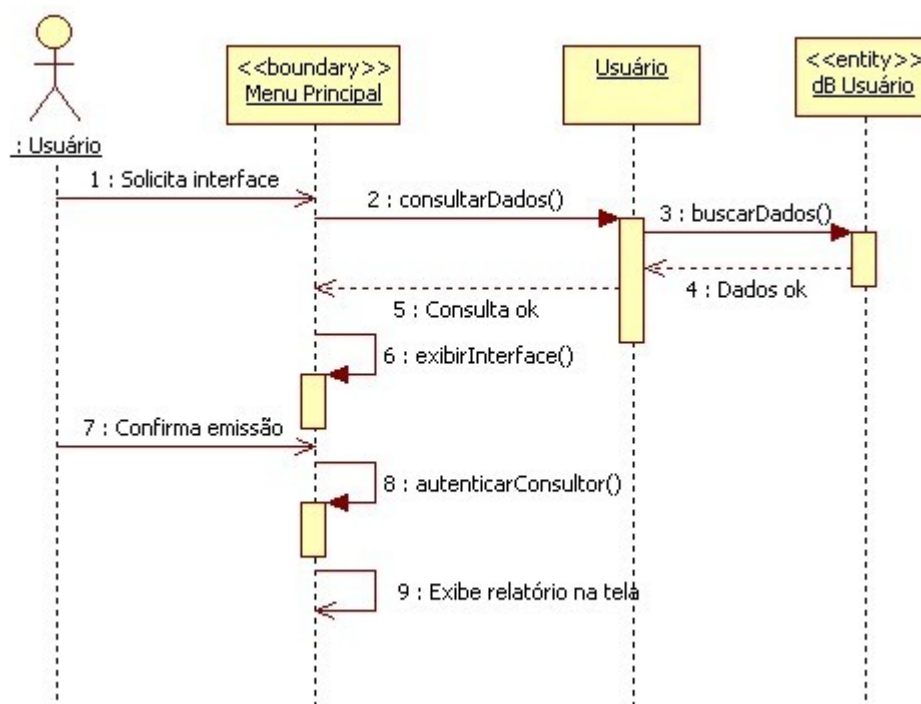 <<boundary>>
Menu Principal
Usuário
<<entity>>
dB Usuário
: Usuário
1 : Solicita interface
2 : consultarDados()
3 : buscarDados()
4 : Dados ok
5 : Consulta ok
6 : exibirInterface()
7 : Confirma emissão
8 : autenticarConsultor()
9 : Exibe relatório na tela